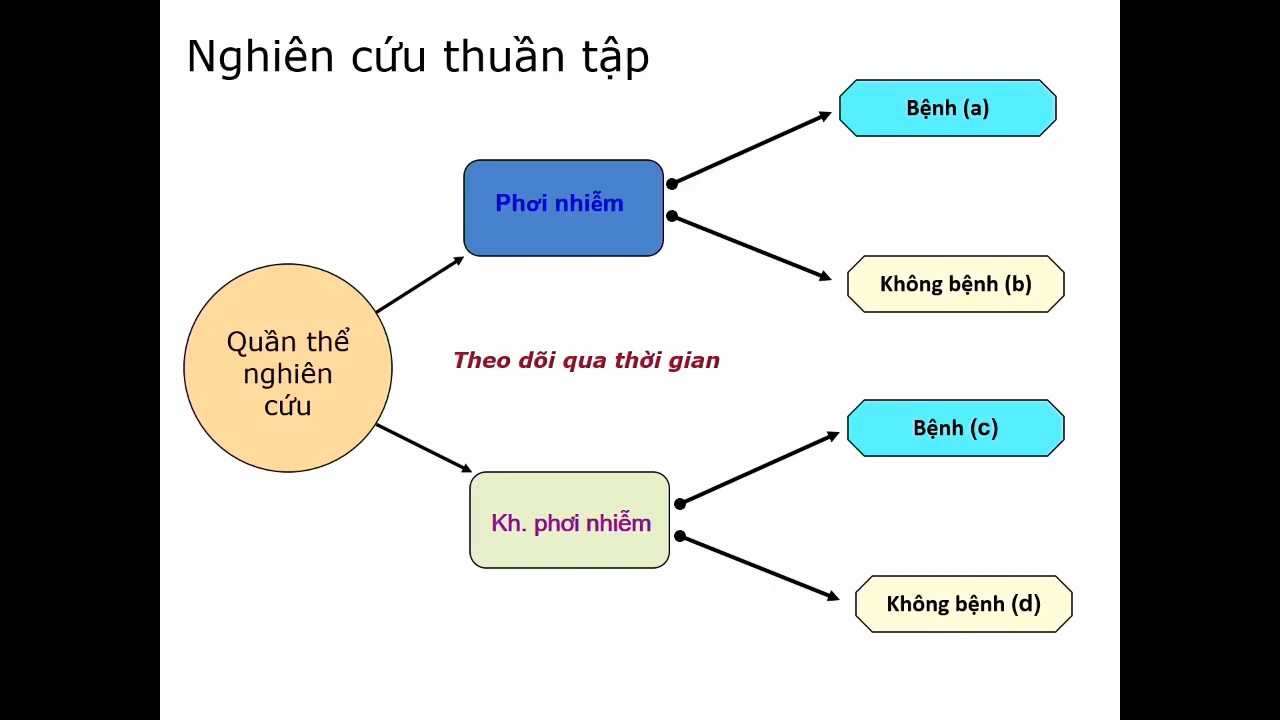 Nghiên cứu thuần tập
Bệnh (a)
Phơi nhiễm
Không bệnh (b)
Quần thể
nghiên
cứu
Theo dõi qua thời gian
Bệnh (c)
Kh. phơi nhiễm
Không bệnh (d)